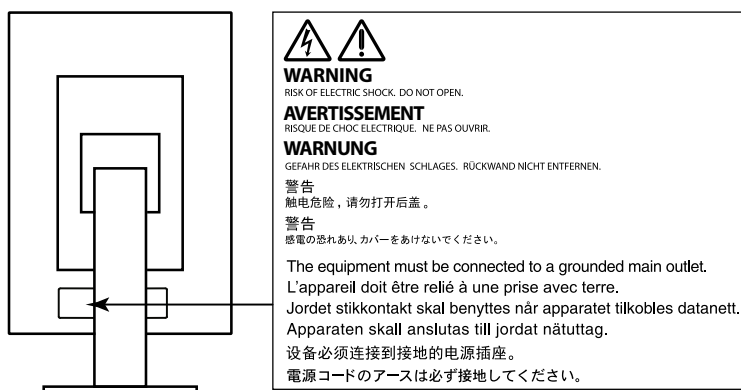 WARNING
RISK OF ELECTRIC SHOCK. DO NOT OPEN.
AVERTISSEMENT
RISQUE DE CHOC ELECTRIQUE. NE PAS OUVRIR.
WARNUNG
GEFAHR DES ELEKTRISCHEN SCHLAGES. RÜCKWAND NICHT ENTFERNEN.
警告
触电危险，请勿打开后盖。
警告
感電の恐れあり、カバーをあけないでください。
The equipment must be connected to a grounded main outlet.
L'appareil doit être relié à une prise avec terre.
Jordet stikkontakt skal benyttes når apparatet tilkobles datanett.
Apparaten skall anslutas till jordat nätuttag.
设备必须连接到接地的电源插座。
電源コードのアースは必ず接地してください。